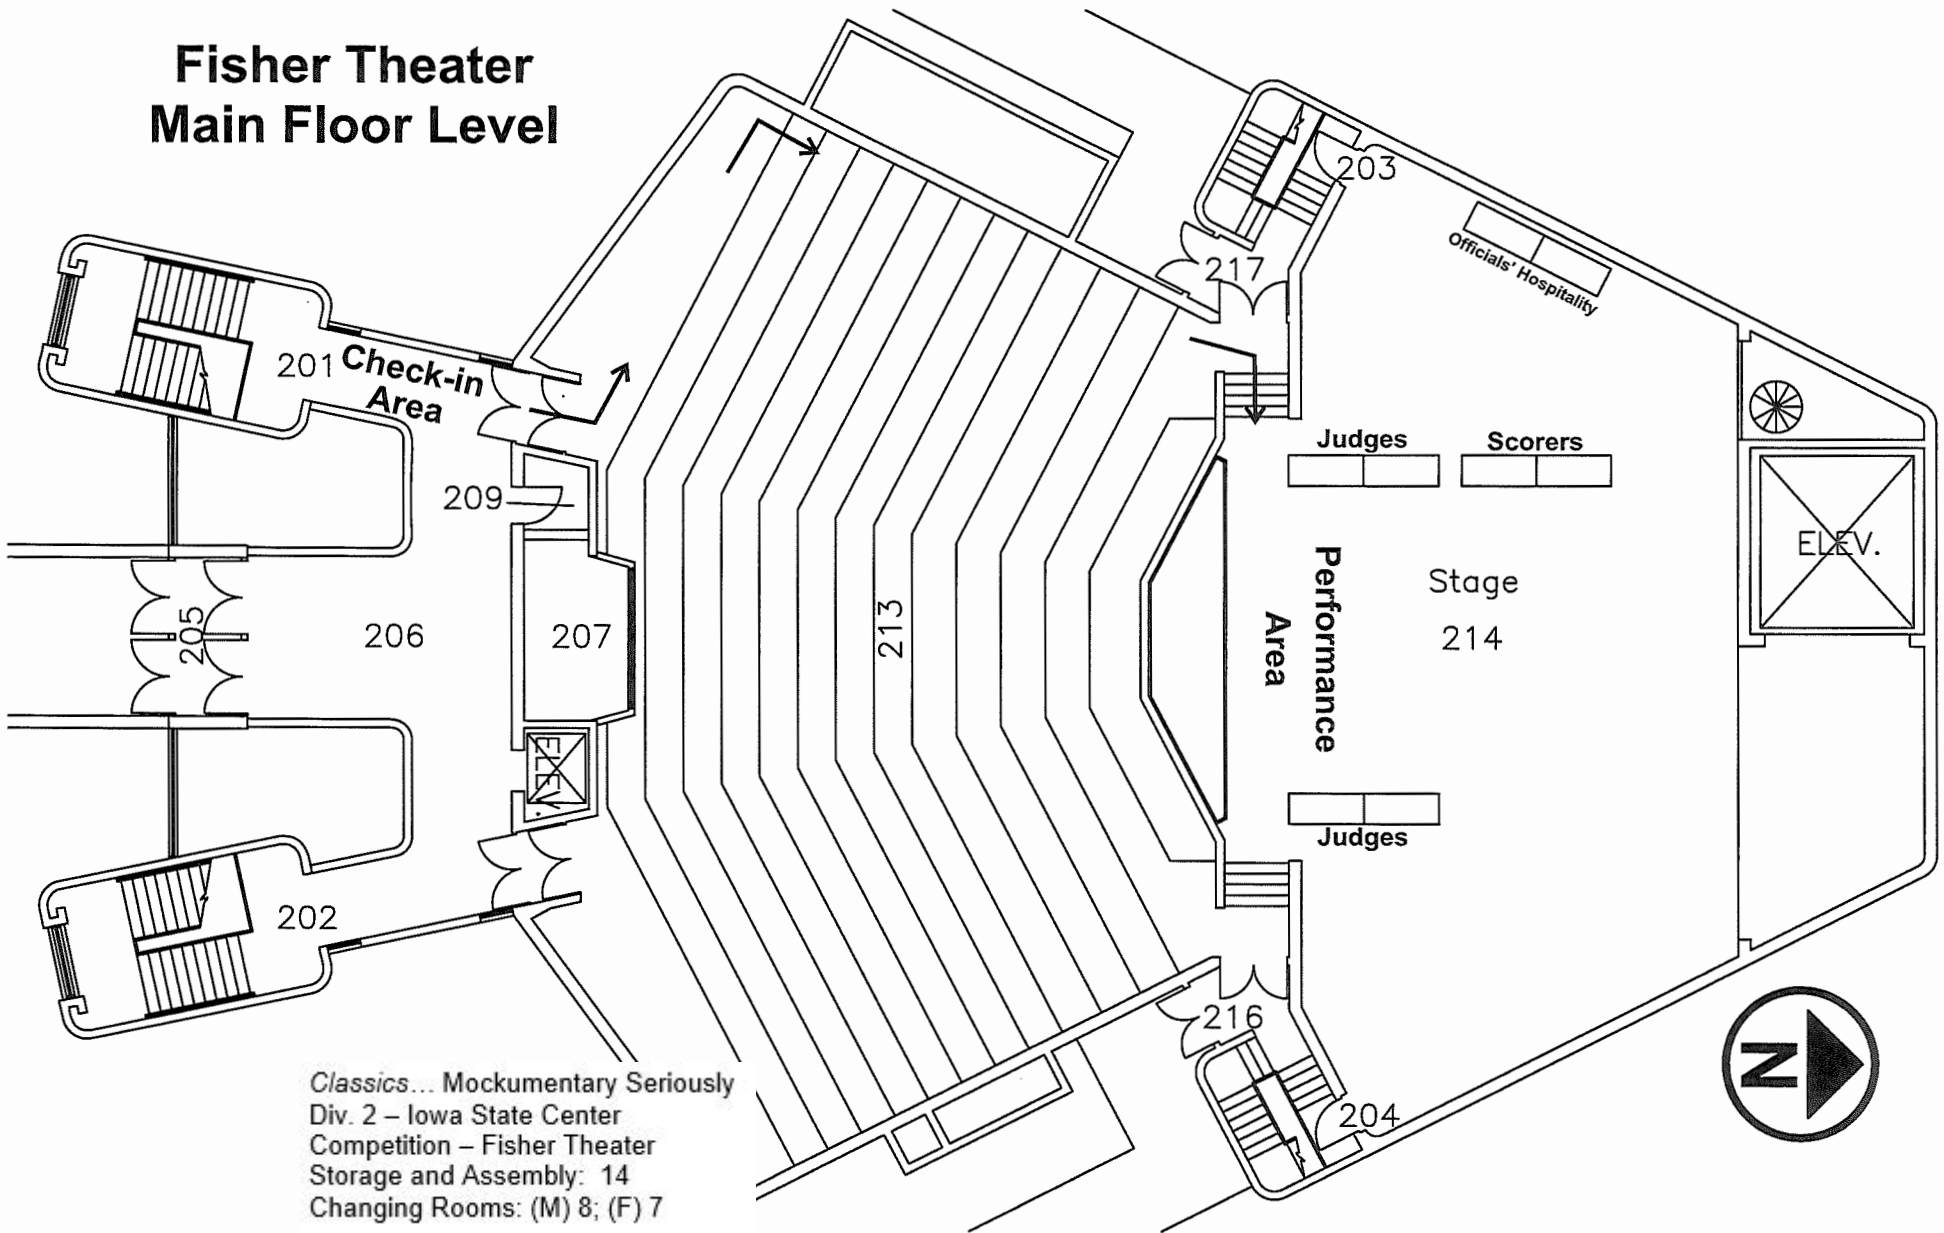 Fisher Theater
Main Floor Level
203
Officials' Hospitality
217
201
Check-in
Area
Judges
Scorers
209
ELEV.
205
206
207
213
Performance
Area
Stage
214
ELEV.
Judges
202
216
204
N
Classics... Mockumentary Seriously
Div. 2 – Iowa State Center
Competition – Fisher Theater
Storage and Assembly: 14
Changing Rooms: (M) 8; (F) 7